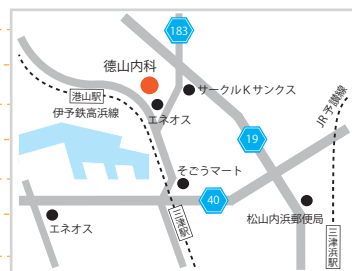 183
徳山内科
サークルKサンクス
港山駅
伊予鉄高浜線
エネオス
JR予讃線
19
そごうマート
40
三津駅
松山内浜郵便局
エネオス
三津浜駅